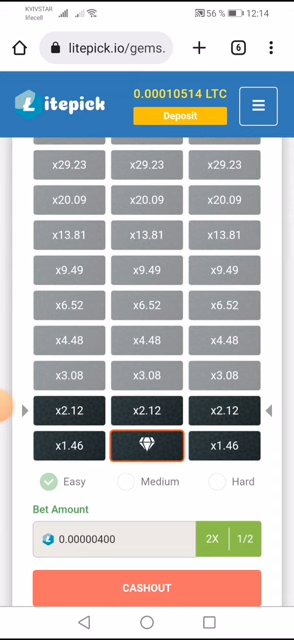 KYIVSTAR
lifecell
56 % 12:14
litepick.io/gems. 6
Litepick
0.00010514 LTC
Deposit
x29.23 x29.23 x29.23
x20.09 x20.09 x20.09
x13.81 x13.81 x13.81
x9.49 x9.49 x9.49
x6.52 x6.52 x6.52
x4.48 x4.48 x4.48
x3.08 x3.08 x3.08
x2.12 x2.12 x2.12
x1.46 x1.46
Easy Medium Hard
Bet Amount
0.00000400 2X 1/2
CASHOUT